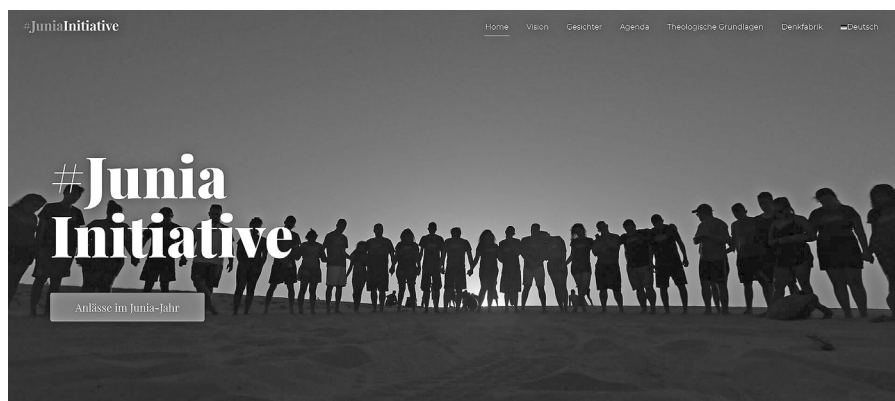 #JuniaInitiative
Home Vision Gesichter Agenda Theologische Grundlagen Denkfabrik Deutsch
#Junia
Initiative
Anlässe im Junia-Jahr